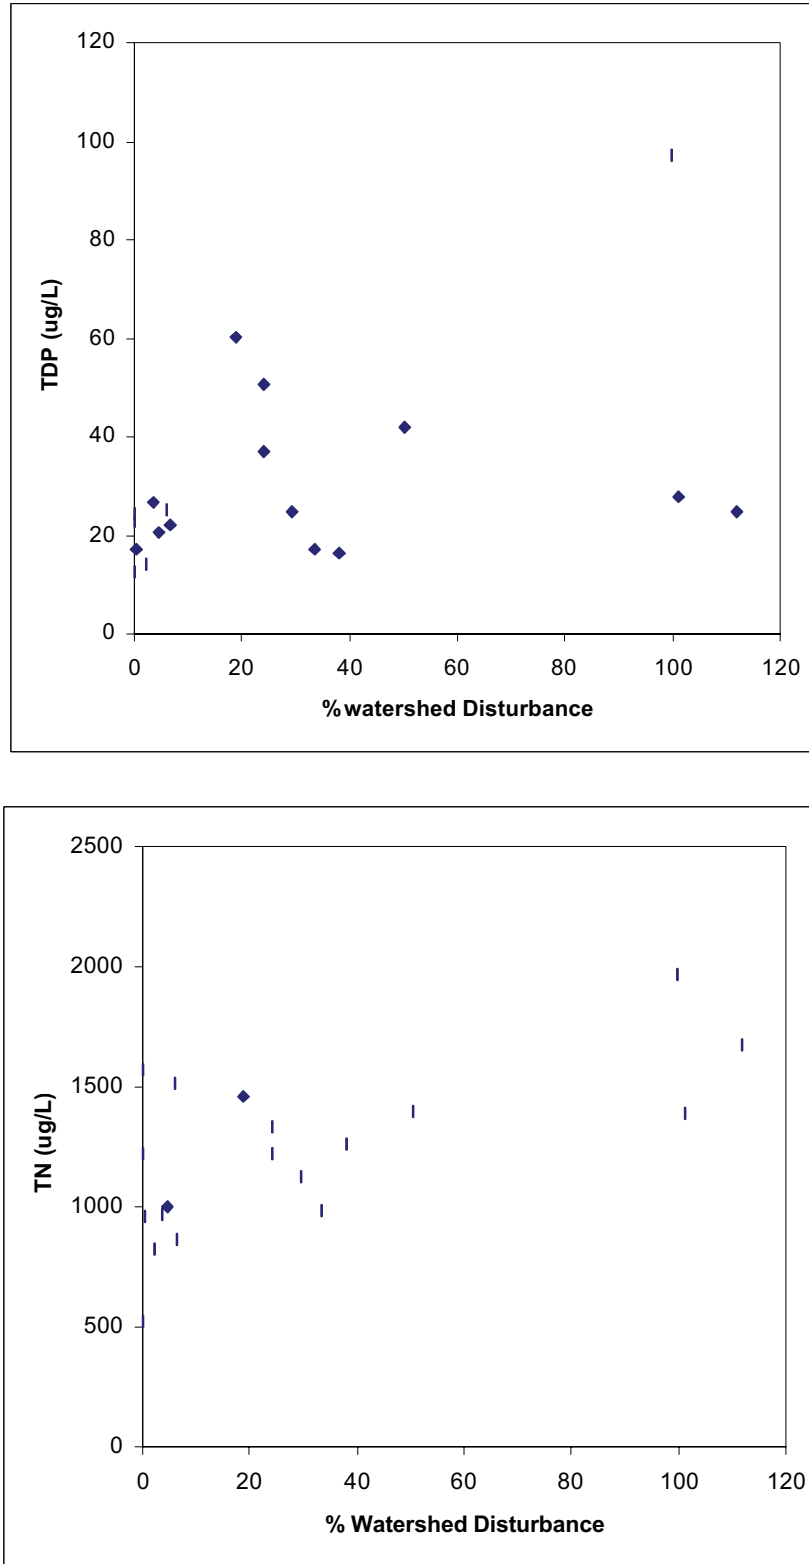 120
100
80
60
40
20
0
TDP (ug/L)
0 20 40 60 80 100 120
%watershed Disturbance
2500
2000
1500
1000
500
0
TN (ug/L)
0 20 40 60 80 100 120
% Watershed Disturbance